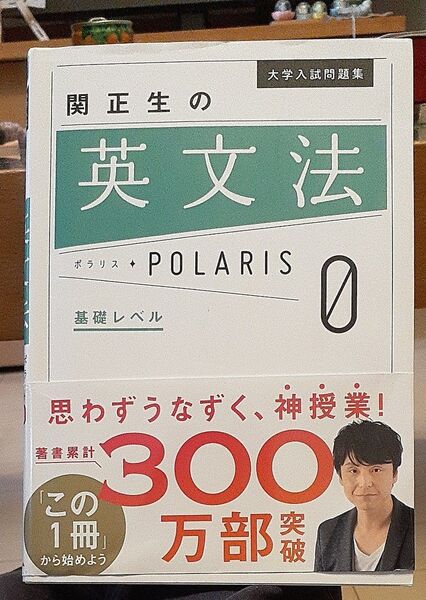 大学入試問題集
関正生の
英文法
ポラリス✦POLARIS 0
基礎レベル
思わずうなずく、神授業!
著書累計
300
万部突破
「この
1冊」
から始めよう